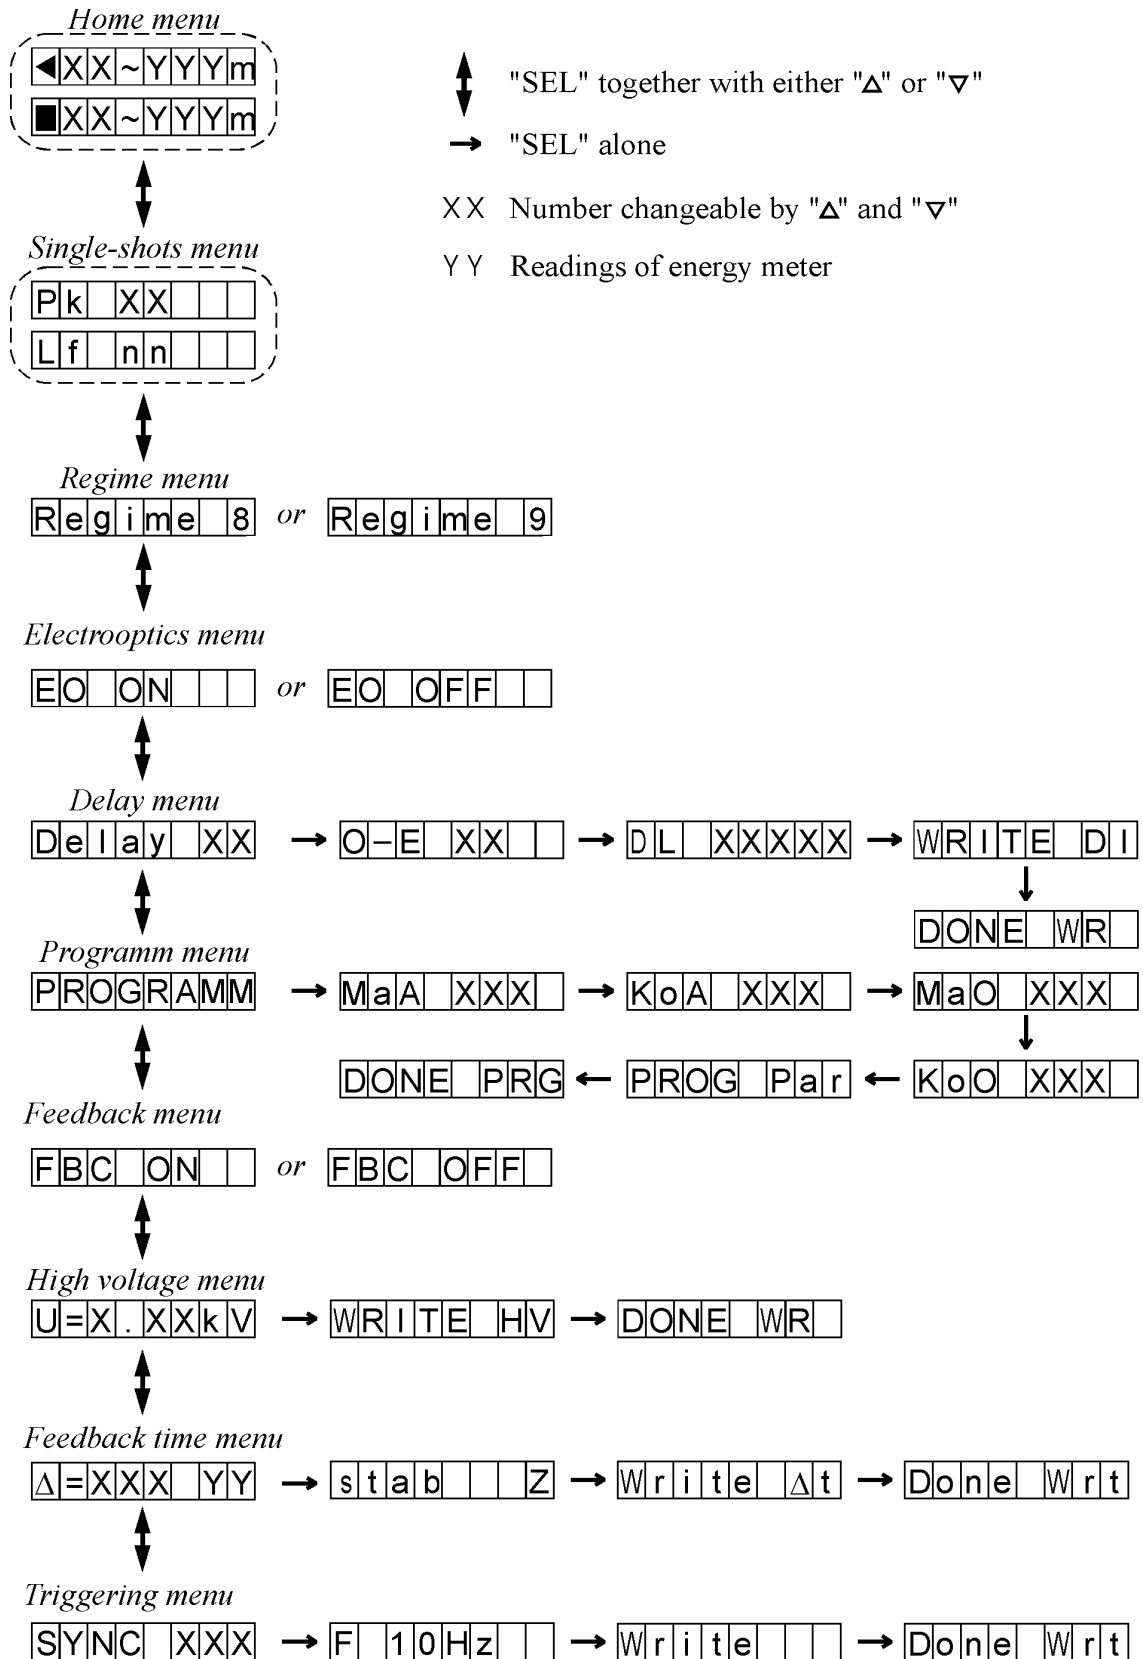 Home menu
◀XX~YYYm
■XX~YYYm
"SEL" together with either "△" or "▽"
→ "SEL" alone
XX Number changeable by "△" and "▽"
YY Readings of energy meter
Single-shots menu
Pk XX
Lf nn
Regime menu
Regime 8 or Regime 9
Electrooptics menu
EO ON or EO OFF
Delay menu
Delay XX → O–E XX → DL XXXXX → WRITE DI
DONE WR
Programm menu
PROGRAMM → MaA XXX → KoA XXX → MaO XXX
DONE PRG ← PROG Par ← KoO XXX
Feedback menu
FBC ON or FBC OFF
High voltage menu
U=X.XXkV → WRITE HV → DONE WR
Feedback time menu
Δ=XXX YY → stab Z → Write Δt → Done Wrt
Triggering menu
SYNC XXX → F 10Hz → Write → Done Wrt